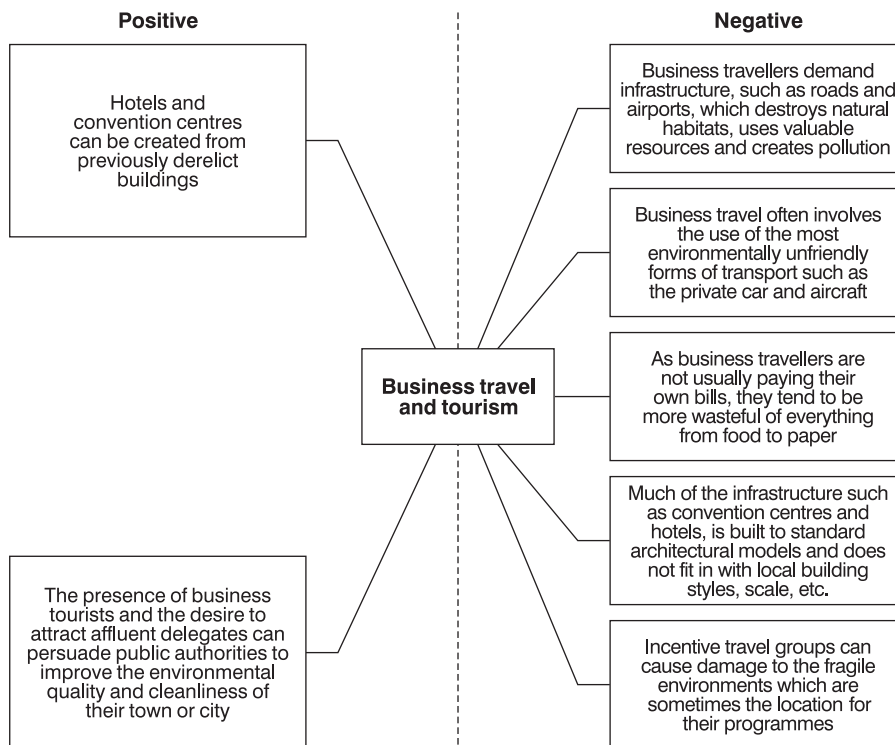 Positive
Negative
Hotels and
convention centres
can be created from
previously derelict
buildings
The presence of business
tourists and the desire to
attract affluent delegates can
persuade public authorities to
improve the environmental
quality and cleanliness of
their town or city
Business travel
and tourism
Business travellers demand
infrastructure, such as roads and
airports, which destroys natural
habitats, uses valuable
resources and creates pollution
Business travel often involves
the use of the most
environmentally unfriendly
forms of transport such as
the private car and aircraft
As business travellers are
not usually paying their
own bills, they tend to be
more wasteful of everything
from food to paper
Much of the infrastructure such
as convention centres and
hotels, is built to standard
architectural models and does
not fit in with local building
styles, scale, etc.
Incentive travel groups can
cause damage to the fragile
environments which are
sometimes the location for
their programmes